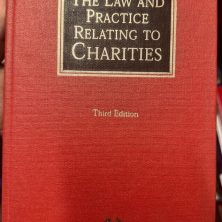 THE LAW AND
PRACTICE
RELATING TO
CHARITIES
Third Edition